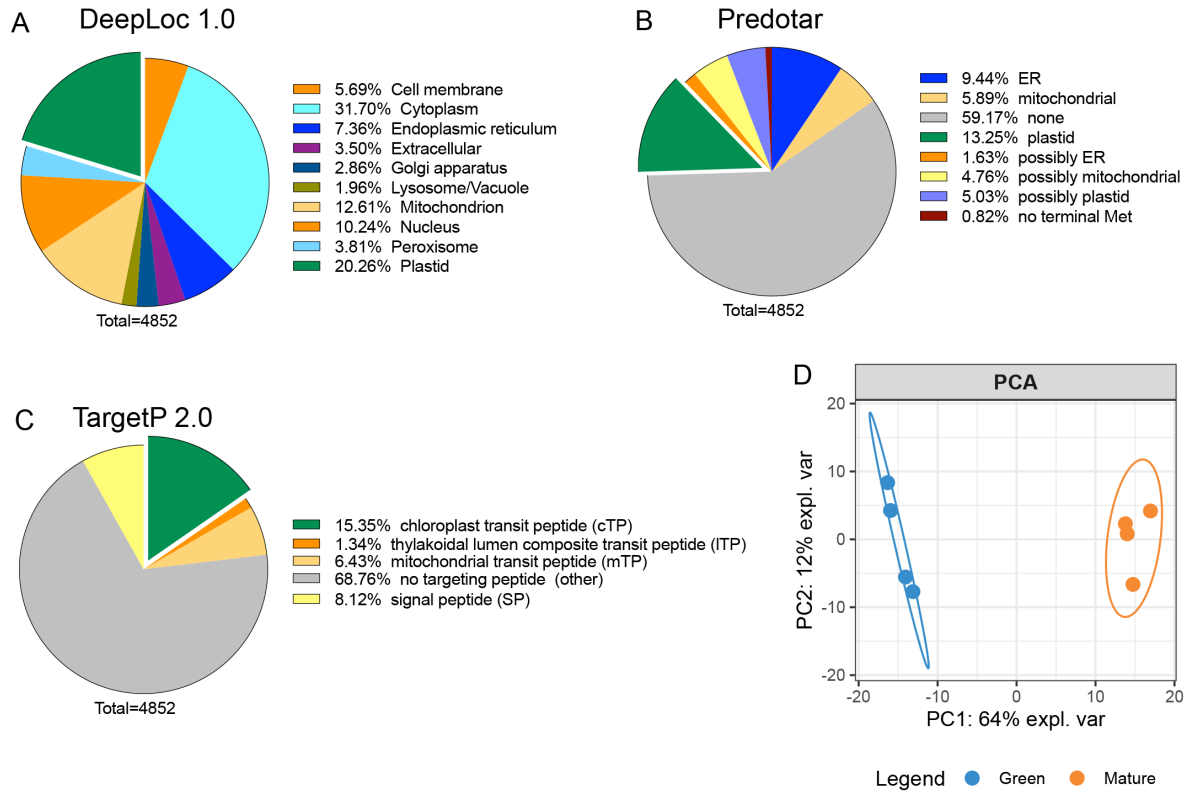 A
DeepLoc 1.0
5.69% Cell membrane
31.70% Cytoplasm
7.36% Endoplasmic reticulum
3.50% Extracellular
2.86% Golgi apparatus
1.96% Lysosome/Vacuole
12.61% Mitochondrion
10.24% Nucleus
3.81% Peroxisome
20.26% Plastid
Total=4852
B
Predotar
9.44% ER
5.89% mitochondrial
59.17% none
13.25% plastid
1.63% possibly ER
4.76% possibly mitochondrial
5.03% possibly plastid
0.82% no terminal Met
Total=4852
C
TargetP 2.0
15.35% chloroplast transit peptide (cTP)
1.34% thylakoidal lumen composite transit peptide (lTP)
6.43% mitochondrial transit peptide (mTP)
68.76% no targeting peptide (other)
8.12% signal peptide (SP)
Total=4852
D
PCA
PC2: 12% expl. var
20
10
0
-10
-20
-20 -10 0 10 20
PC1: 64% expl. var
Legend Green Mature